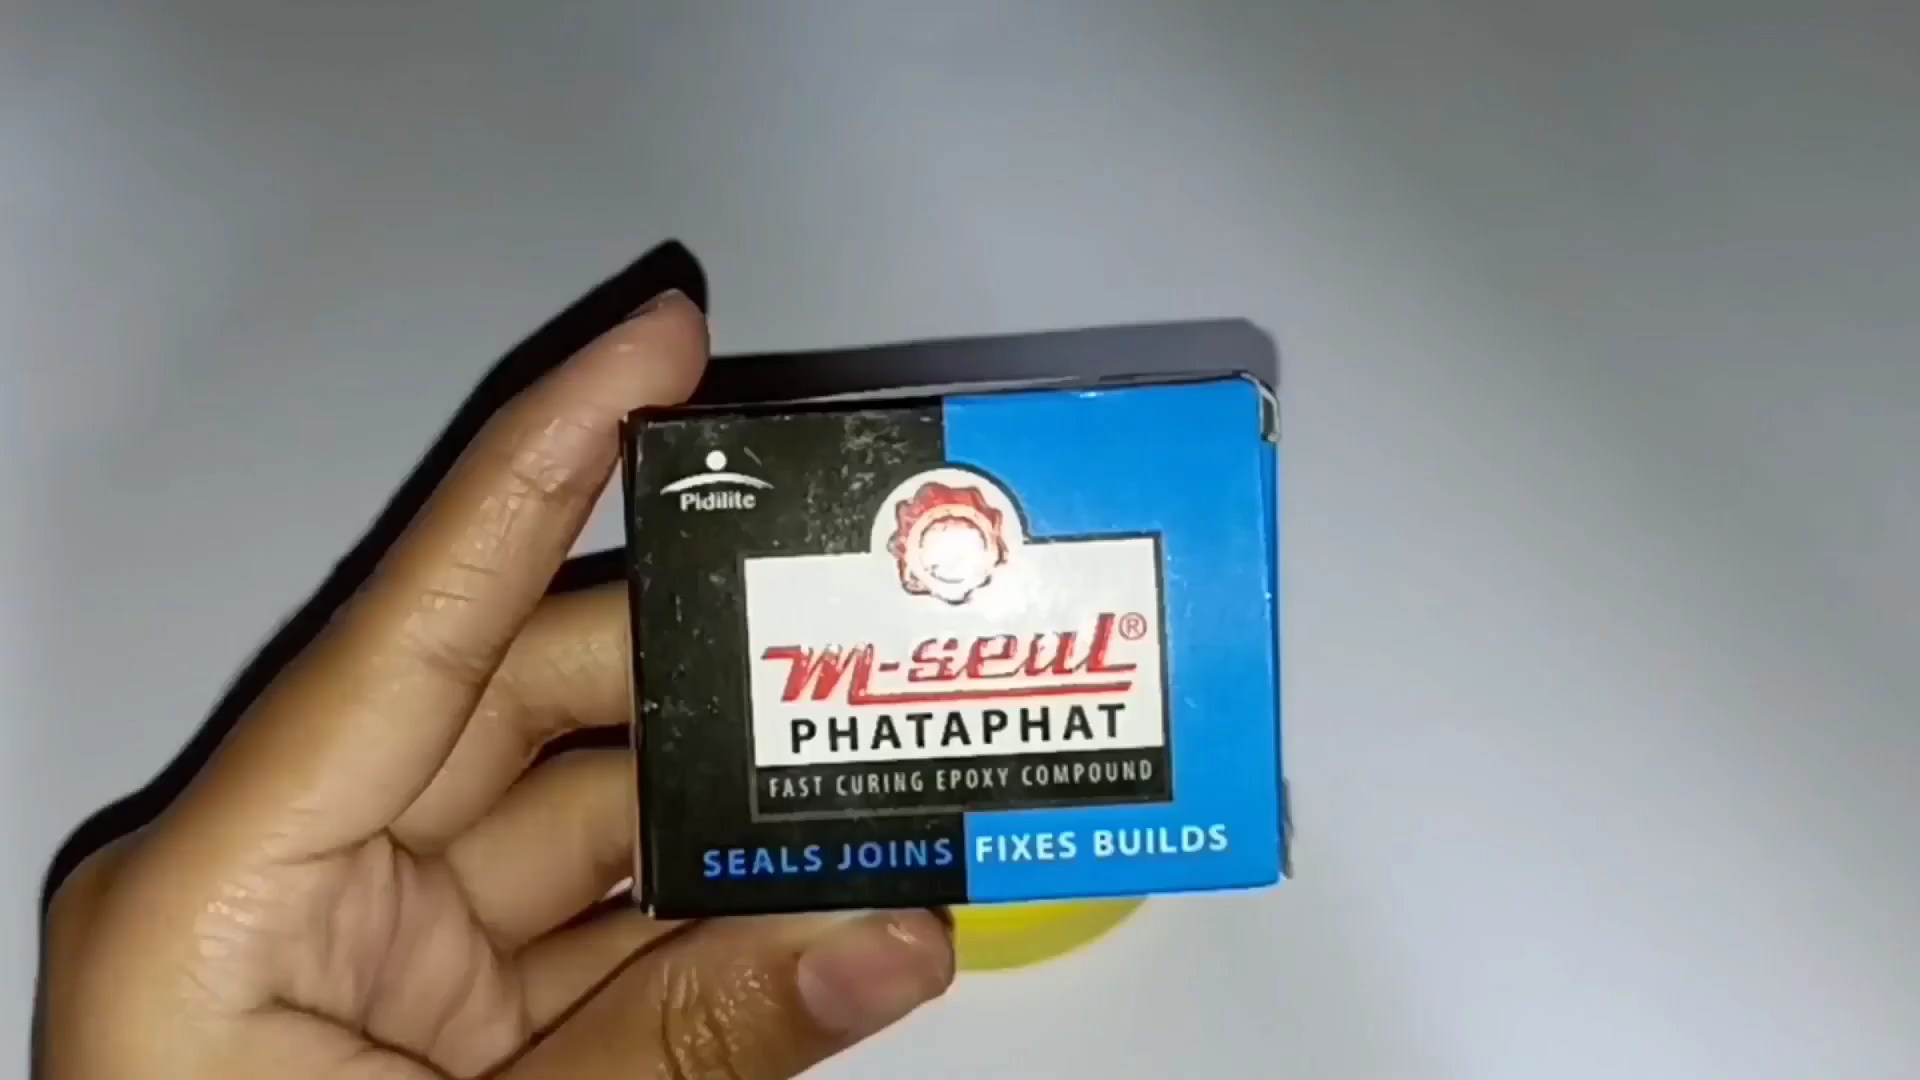 Pidilite
m-seal®
PHATAPHAT
FAST CURING EPOXY COMPOUND
SEALS JOINS FIXES BUILDS